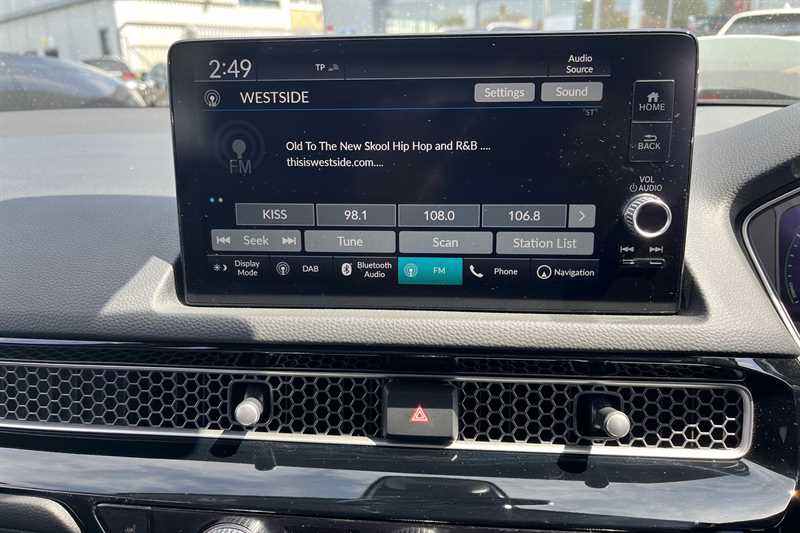 2:49
TP
Audio
Source
WESTSIDE
Settings
Sound
"ST"
FM
Old To The New Skool Hip Hop and R&B ....
thisiswestside.com....
KISS
98.1
108.0
106.8
Seek
Tune
Scan
Station List
Display
Mode
DAB
Bluetooth
Audio
FM
Phone
Navigation
HOME
BACK
VOL
AUDIO